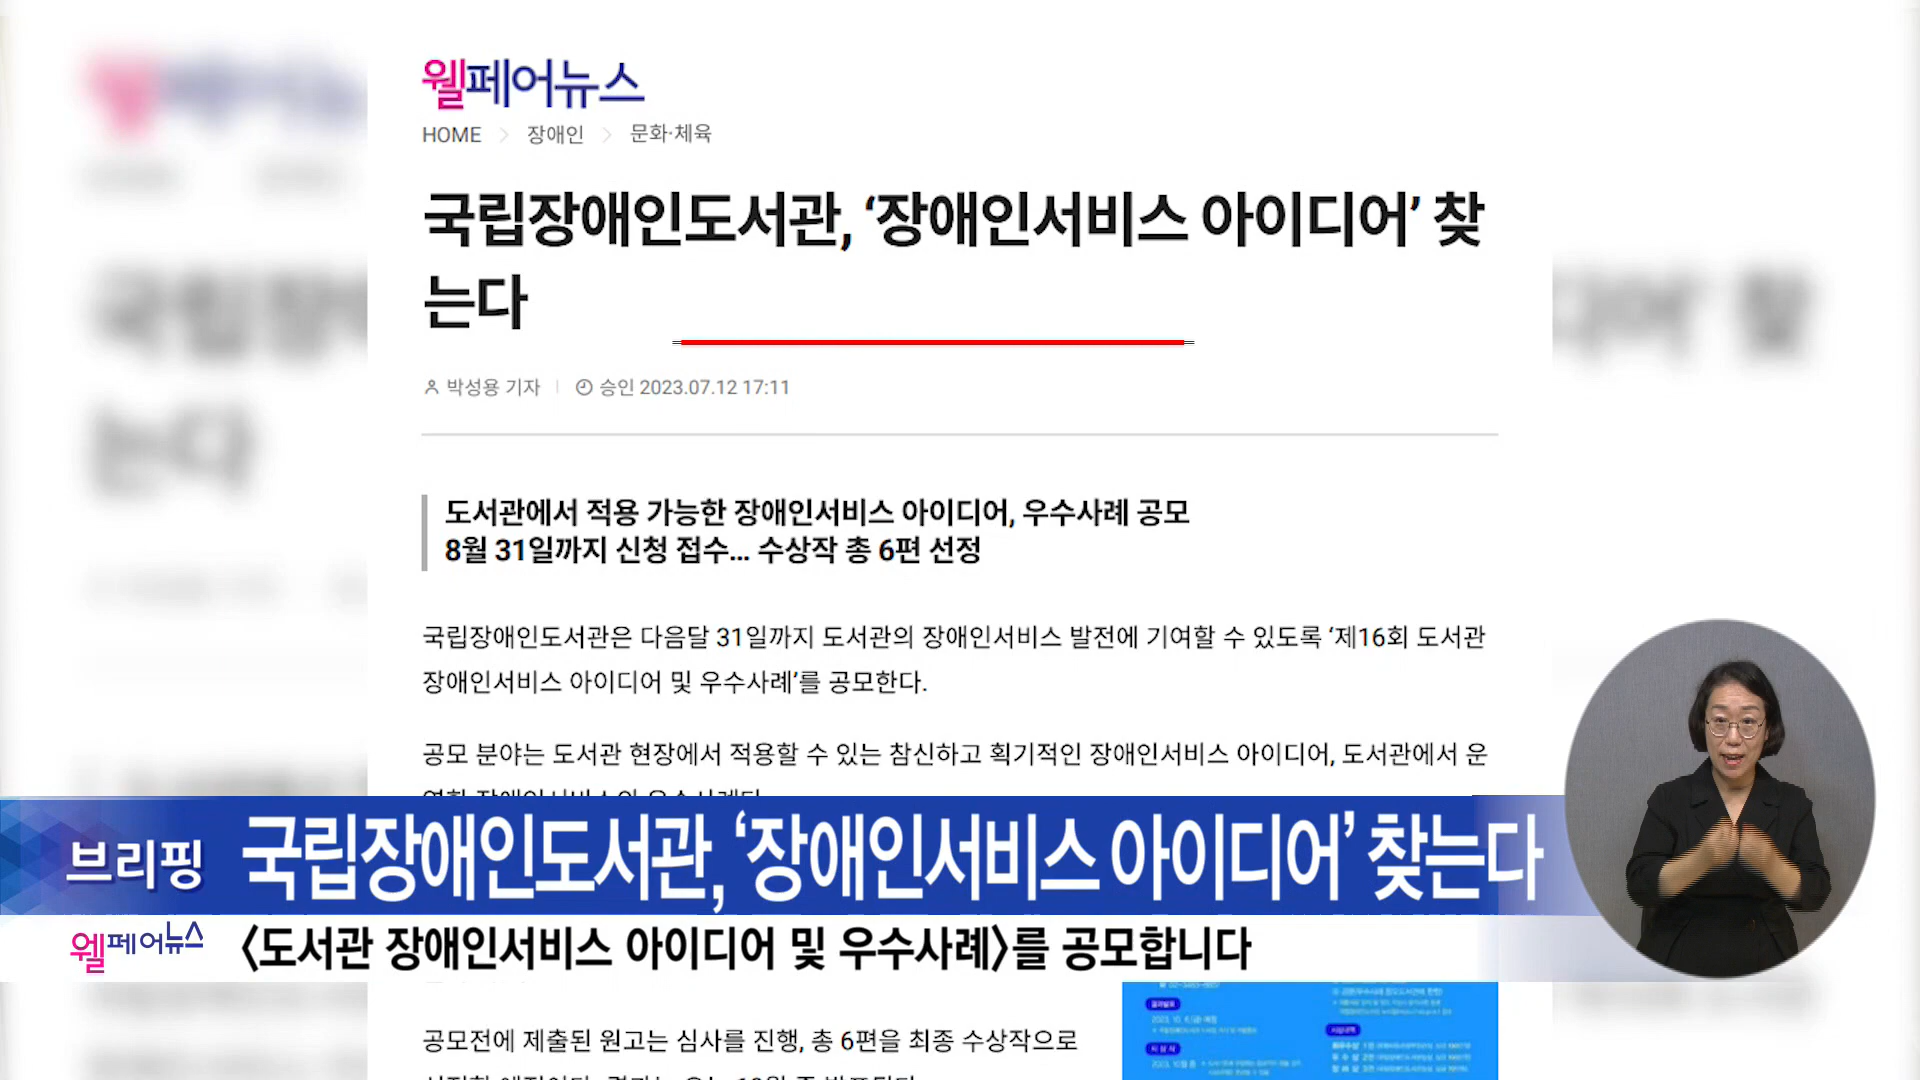 웰페어뉴스
HOME > 장애인 > 문화·체육
국립장애인도서관, ‘장애인서비스 아이디어’ 찾
는다
박성용 기자 | 승인 2023.07.12 17:11
도서관에서 적용 가능한 장애인서비스 아이디어, 우수사례 공모
8월 31일까지 신청 접수... 수상작 총 6편 선정
국립장애인도서관은 다음달 31일까지 도서관의 장애인서비스 발전에 기여할 수 있도록 ‘제16회 도서관
장애인서비스 아이디어 및 우수사례’를 공모한다.
공모 분야는 도서관 현장에서 적용할 수 있는 참신하고 획기적인 장애인서비스 아이디어, 도서관에서 운
브리핑
국립장애인도서관, ‘장애인서비스 아이디어’ 찾는다
웰페어뉴스
<도서관 장애인서비스 아이디어 및 우수사례>를 공모합니다
공모전에 제출된 원고는 심사를 진행, 총 6편을 최종 수상작으로